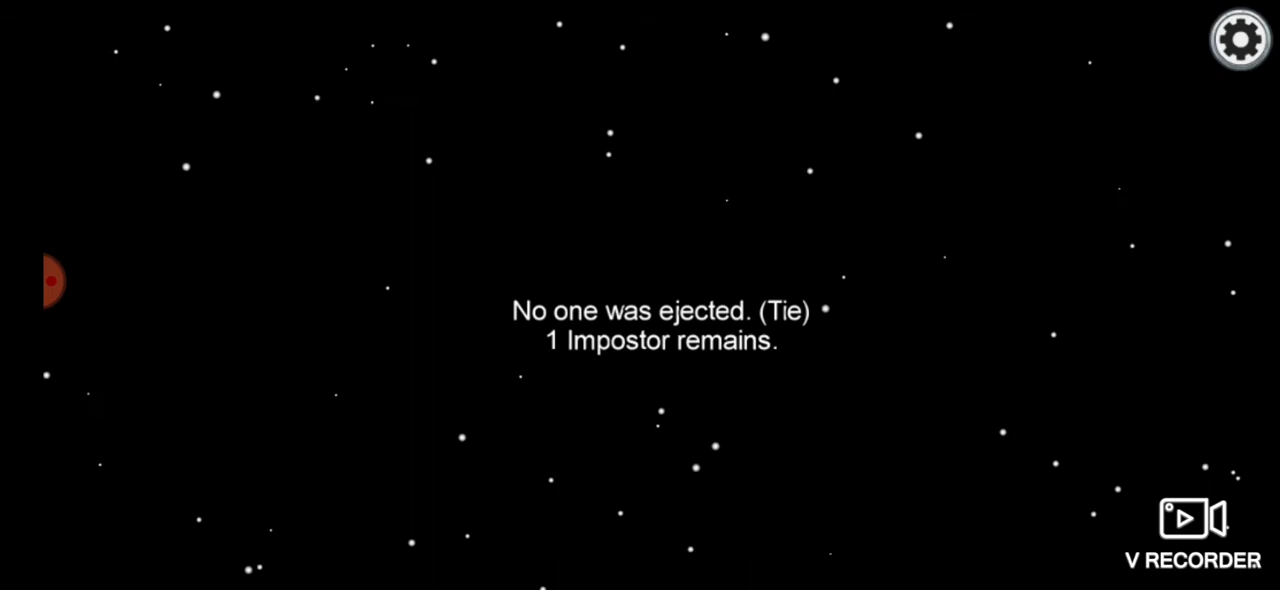 No one was ejected. (Tie)
1 Impostor remains.
V RECORDER